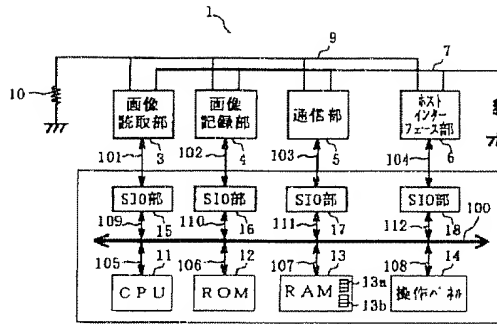 1
9
7
10
画像
読取部
画像
記録部
通信部
ホスト
インター
フェース部
101
3
102
4
103
5
104
6
SIO部
SIO部
SIO部
SIO部
100
109
15
110
16
111
17
112
18
105
11
106
12
107
13
108
14
CPU
ROM
RAM
13a
13b
操作パネル